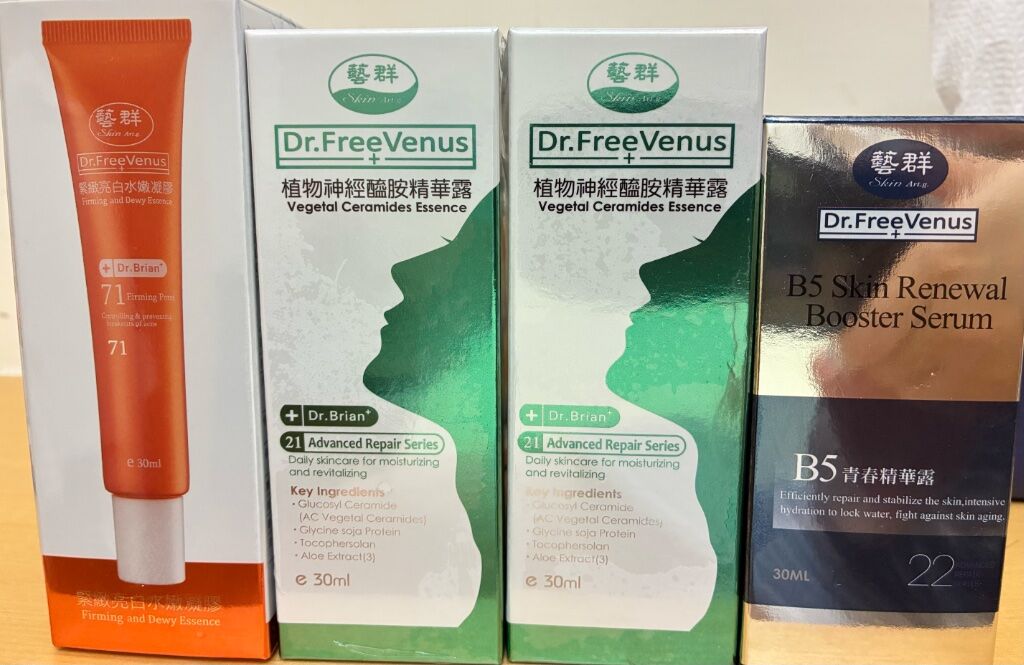 藝群
Skin Art.g.
Dr.FreeVenus
緊緻亮白水嫩凝膠
Firming and Dewy Essence
Dr.Brian+
71 Firming
Controlling & preventing
breakouts of acne
71
e 30ml
緊緻亮白水嫩凝膠
Firming and Dewy Essence
藝群
Skin Art.g.
Dr.FreeVenus
植物神經醯胺精華露
Vegetal Ceramides Essence
Dr.Brian+
21 Advanced Repair Series
Daily skincare for moisturizing
and revitalizing
Key Ingredients
・Glucosyl Ceramide
(AC Vegetal Ceramides)
・Glycine soja Protein
・Tocophersolan
・Aloe Extract(3)
e 30ml
藝群
Skin Art.g.
Dr.FreeVenus
植物神經醯胺精華露
Vegetal Ceramides Essence
Dr.Brian+
21 Advanced Repair Series
Daily skincare for moisturizing
and revitalizing
Key Ingredients
・Glucosyl Ceramide
(AC Vegetal Ceramides)
・Glycine soja Protein
・Tocophersolan
・Aloe Extract(3)
e 30ml
藝群
Skin Art.g.
Dr.FreeVenus
B5 Skin Renewal
Booster Serum
B5 青春精華露
Efficiently repair and stabilize the skin,intensive
hydration to lock water, fight against skin aging.
30ML
22 ADVANCED
REPAIR
SERIES